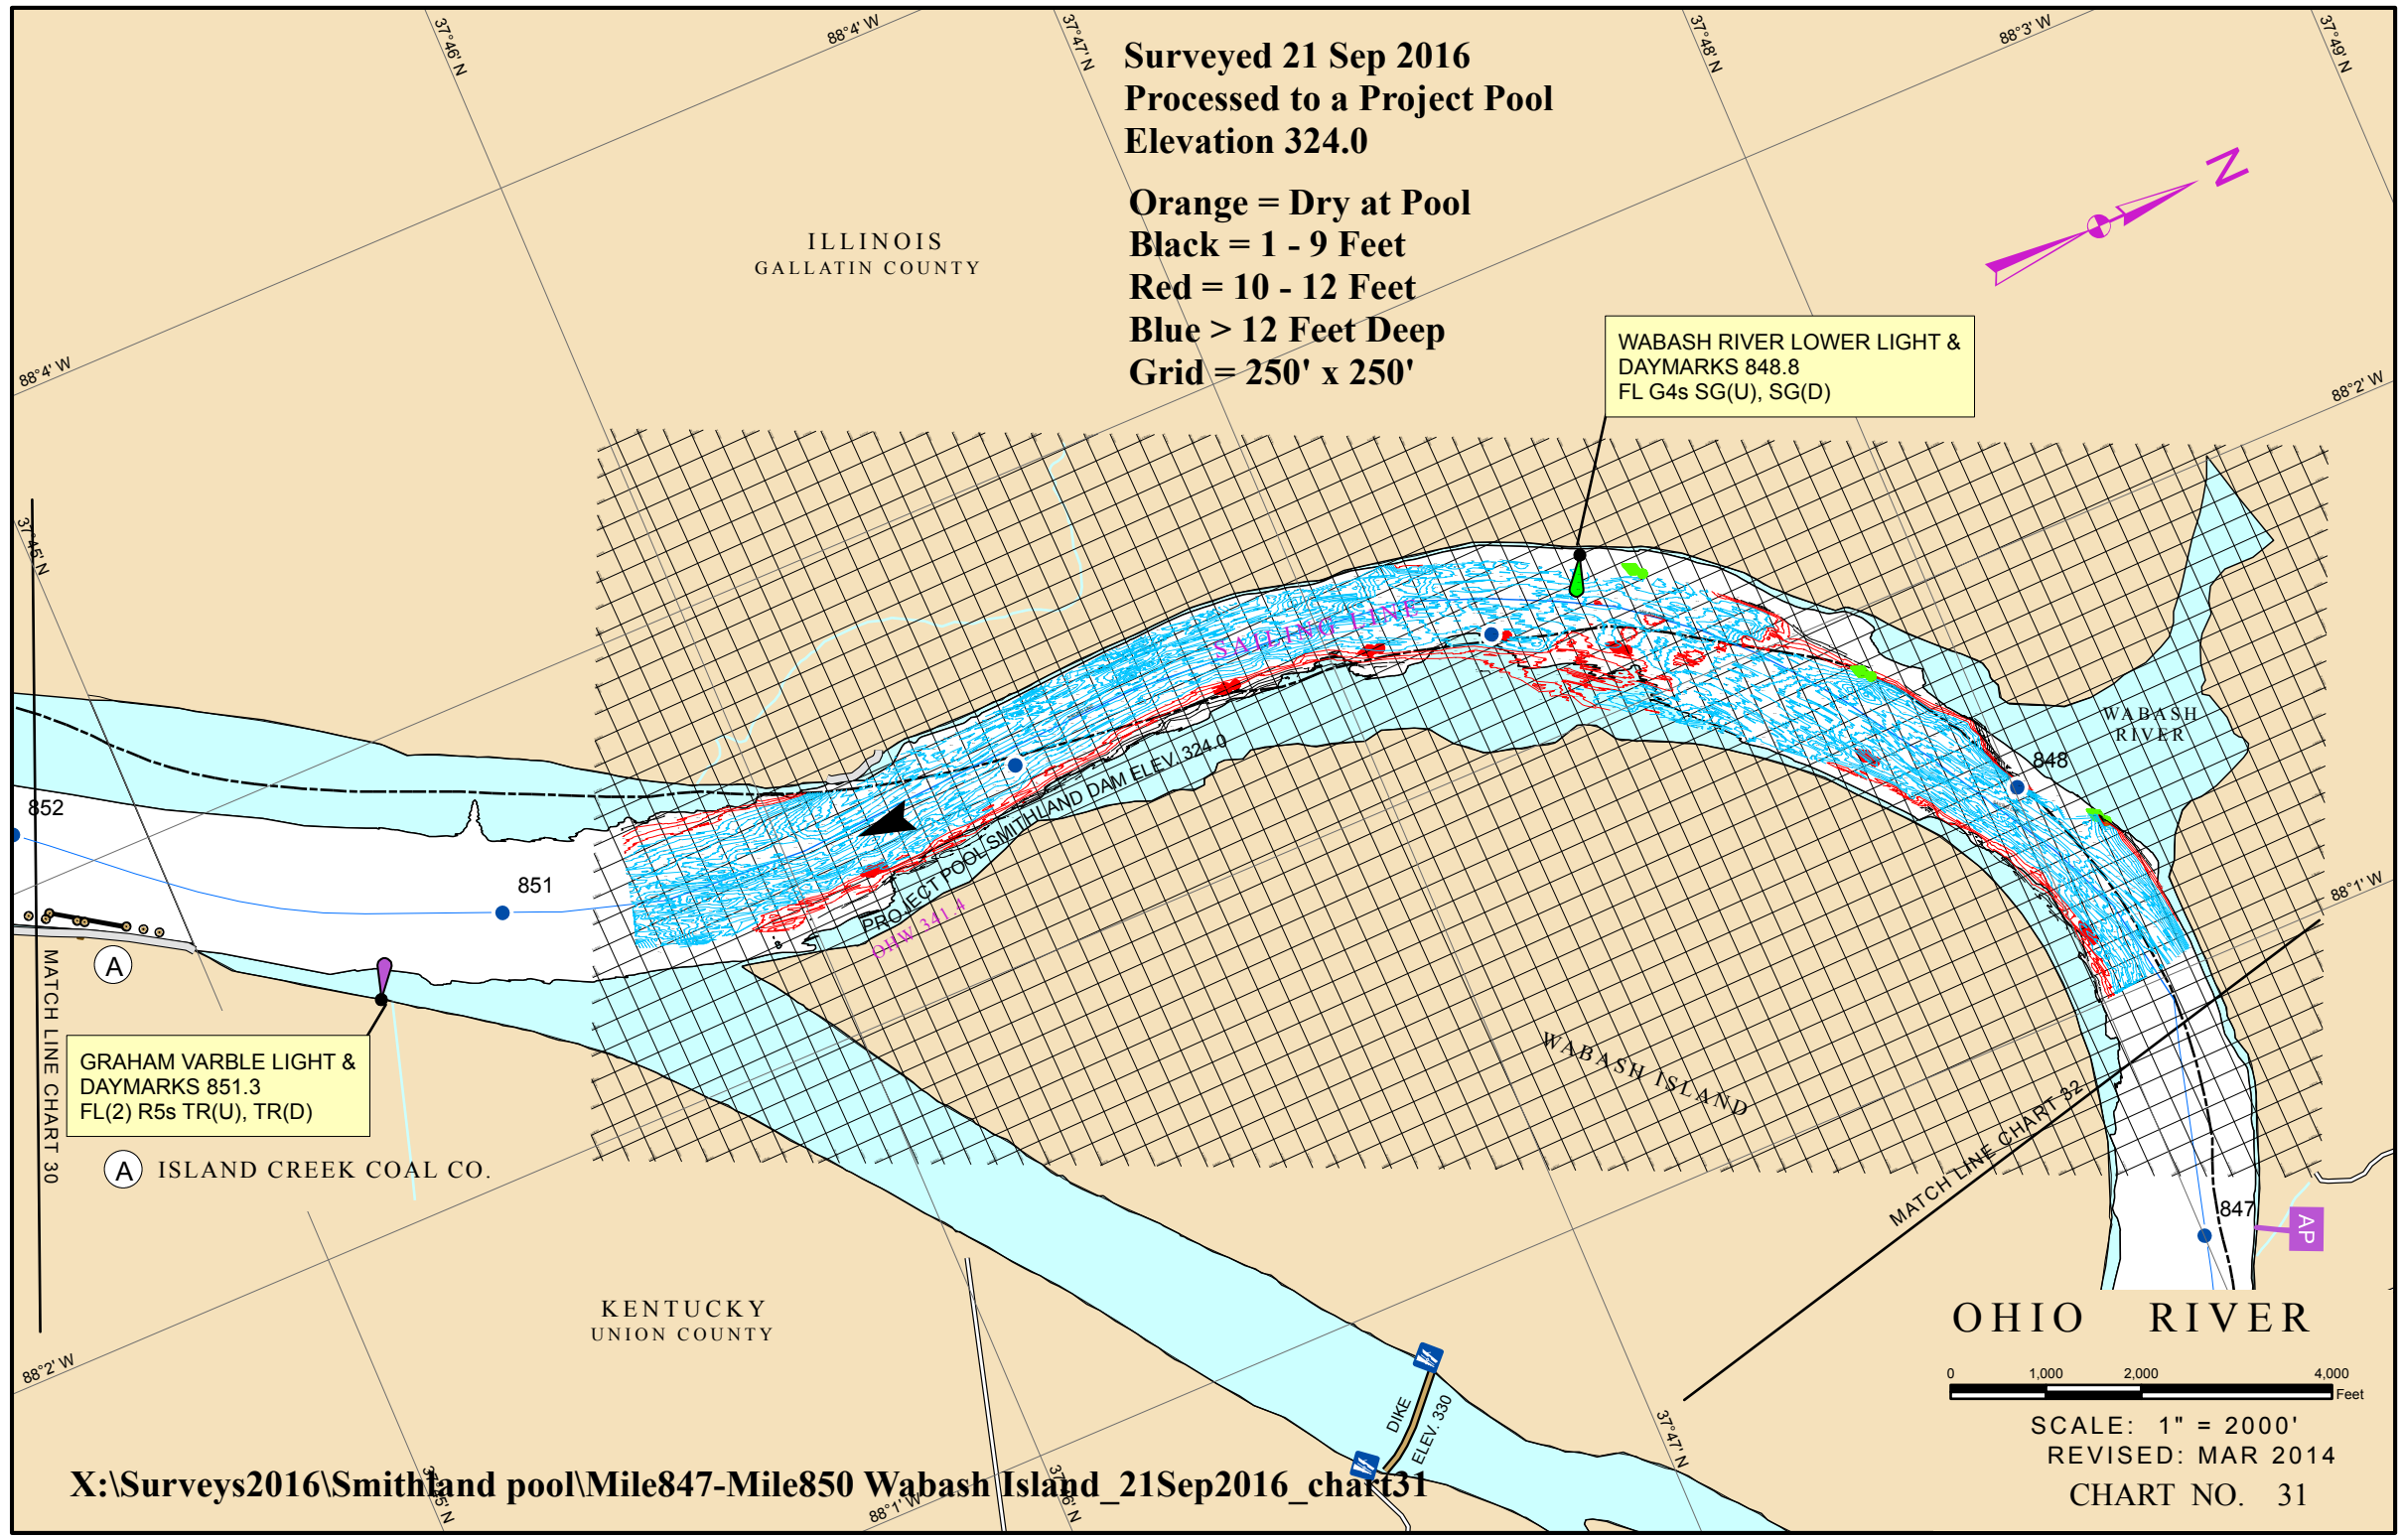 37°46' N
88°4' W
37°47' N
37°48' N
88°3' W
37°49' N
Surveyed 21 Sep 2016
Processed to a Project Pool
Elevation 324.0
Orange = Dry at Pool
Black = 1 - 9 Feet
Red = 10 - 12 Feet
Blue > 12 Feet Deep
Grid = 250' x 250'
N
ILLINOIS
GALLATIN COUNTY
WABASH RIVER LOWER LIGHT &
DAYMARKS 848.8
FL G4s SG(U), SG(D)
88°4' W
88°2' W
37°45' N
SAILING LINE
WABASH
RIVER
848
852
851
PROJECT POOL SMITHLAND DAM ELEV. 324.0
OHW 341.4
88°1' W
A
MATCH LINE CHART 30
GRAHAM VARBLE LIGHT &
DAYMARKS 851.3
FL(2) R5s TR(U), TR(D)
A ISLAND CREEK COAL CO.
WABASH ISLAND
MATCH LINE CHART 32
847
AP
KENTUCKY
UNION COUNTY
88°2' W
DIKE
ELEV. 330
37°47' N
OHIO RIVER
0 1,000 2,000 4,000
Feet
SCALE: 1" = 2000'
REVISED: MAR 2014
CHART NO. 31
X:\Surveys2016\Smithland pool\Mile847-Mile850 Wabash Island_21Sep2016_chart31
37°45' N
88°1' W
37°46' N